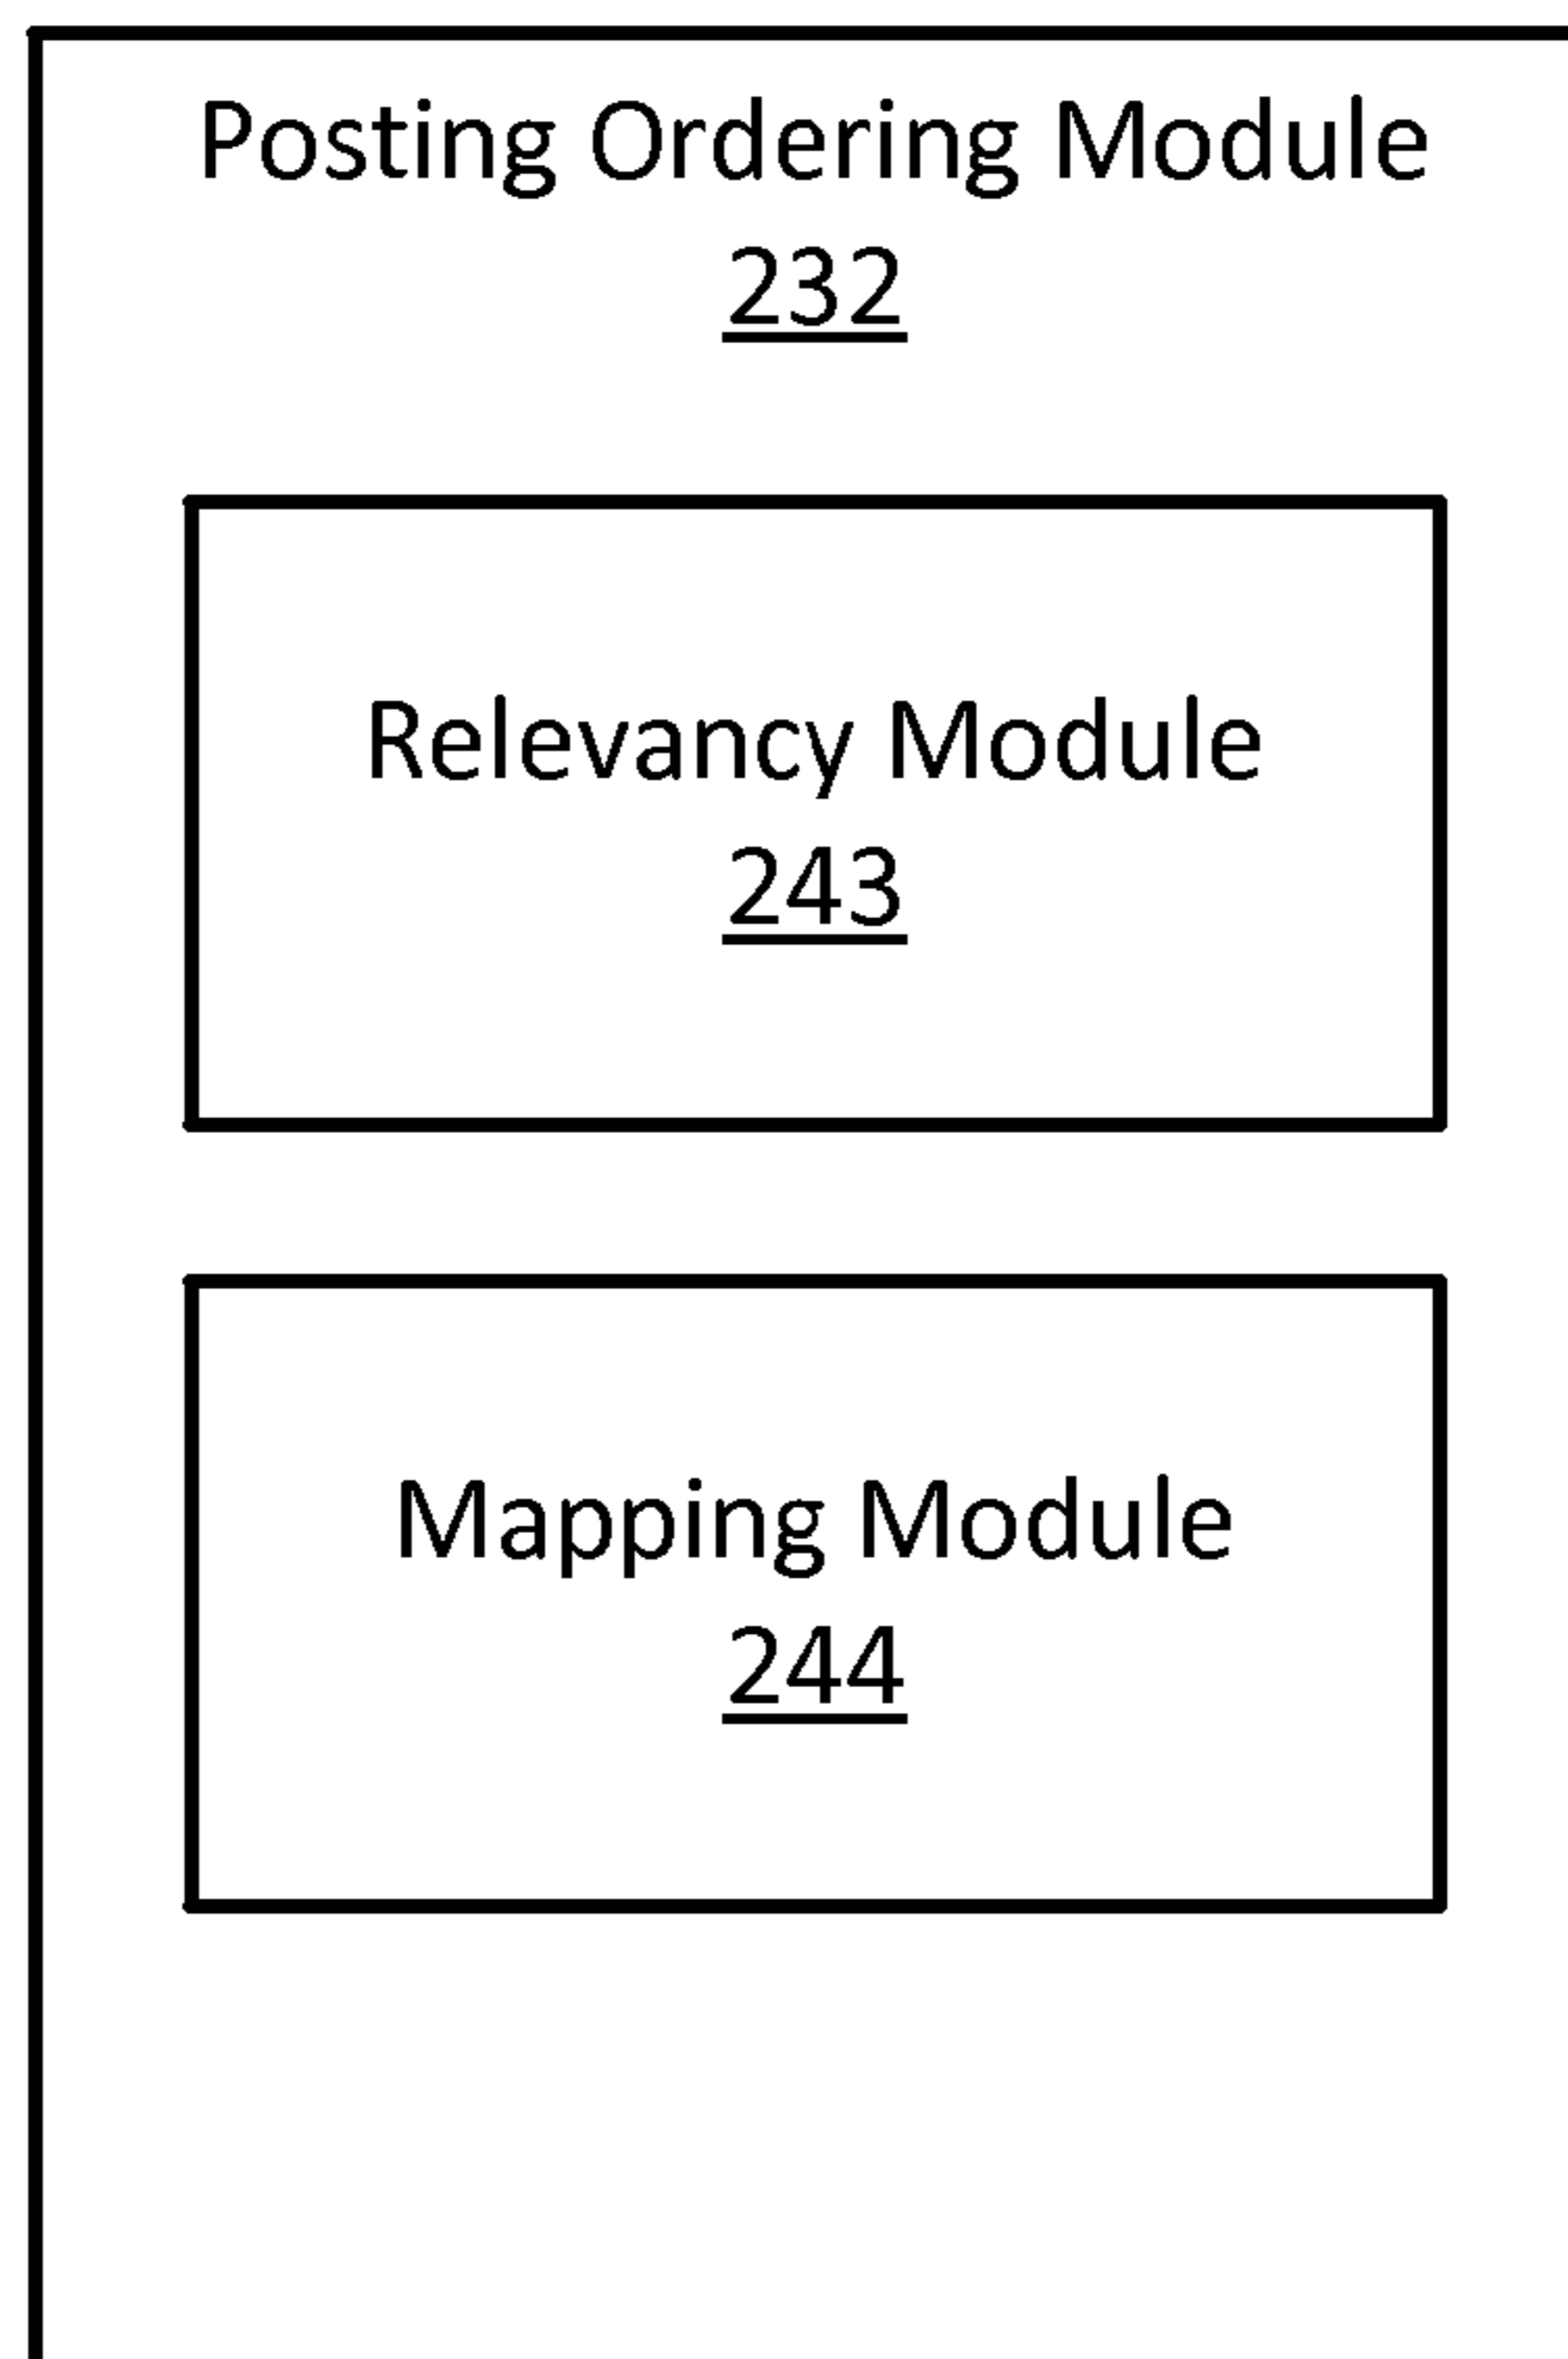 Posting Ordering Module
232
Relevancy Module
243
Mapping Module
244